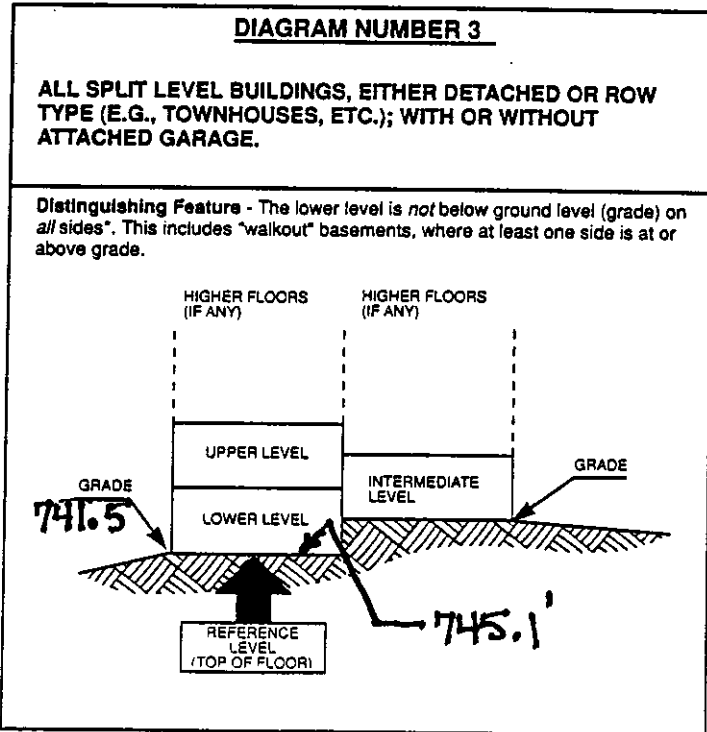 DIAGRAM NUMBER 3
ALL SPLIT LEVEL BUILDINGS, EITHER DETACHED OR ROW
TYPE (E.G., TOWNHOUSES, ETC.); WITH OR WITHOUT
ATTACHED GARAGE.
Distinguishing Feature - The lower level is not below ground level (grade) on
all sides*. This includes "walkout" basements, where at least one side is at or
above grade.
HIGHER FLOORS
(IF ANY)
HIGHER FLOORS
(IF ANY)
UPPER LEVEL
LOWER LEVEL
INTERMEDIATE
LEVEL
GRADE
741.5
GRADE
745.1'
REFERENCE
LEVEL
(TOP OF FLOOR)